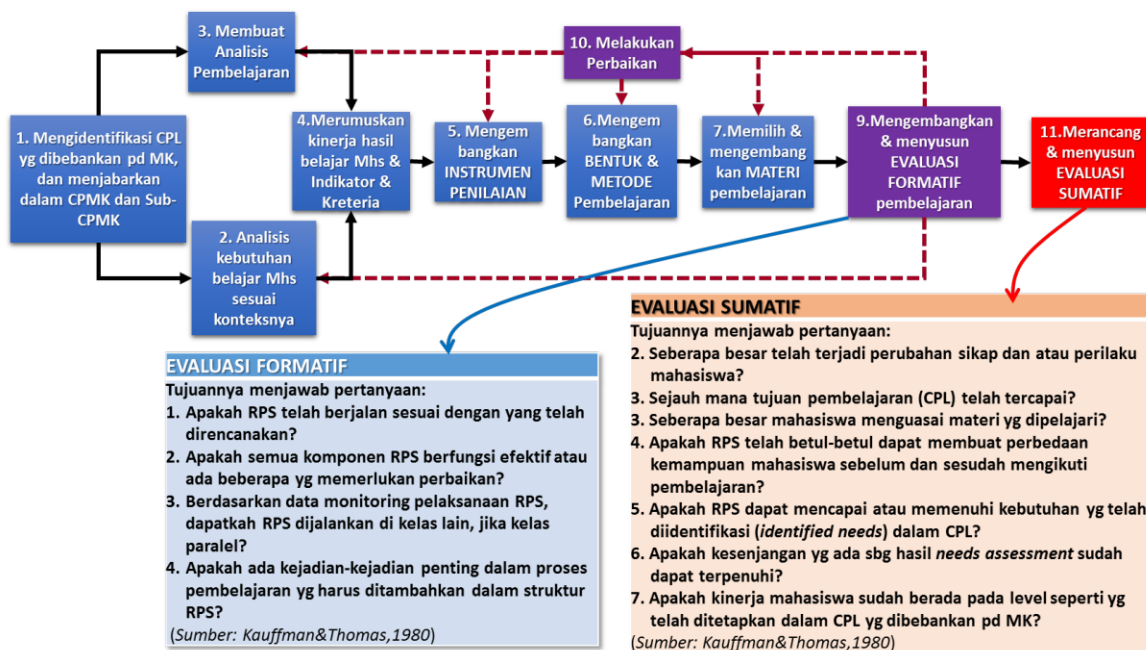 3. Membuat
Analisis
Pembelajaran
10. Melakukan
Perbaikan
1. Mengidentifikasi CPL
yg dibebankan pd MK,
dan menjabarkan
dalam CPMK dan Sub-
CPMK
4.Merumuskan
kinerja hasil
belajar Mhs &
Indikator &
Kreteria
5. Mengem
bangkan
INSTRUMEN
PENILAIAN
6.Mengem
bangkan
BENTUK &
METODE
Pembelajaran
7.Memilih &
mengembang
kan MATERI
pembelajaran
9.Mengembangkan
& menyusun
EVALUASI
FORMATIF
pembelajaran
11.Merancang
& menyusun
EVALUASI
SUMATIF
2. Analisis
kebutuhan
belajar Mhs
sesuai
konteksnya
EVALUASI FORMATIF
Tujuannya menjawab pertanyaan:
1. Apakah RPS telah berjalan sesuai dengan yang telah
direncanakan?
2. Apakah semua komponen RPS berfungsi efektif atau
ada beberapa yg memerlukan perbaikan?
3. Berdasarkan data monitoring pelaksanaan RPS,
dapatkah RPS dijalankan di kelas lain, jika kelas
paralel?
4. Apakah ada kejadian-kejadian penting dalam proses
pembelajaran yg harus ditambahkan dalam struktur
RPS?
(Sumber: Kauffman&Thomas,1980)
EVALUASI SUMATIF
Tujuannya menjawab pertanyaan:
2. Seberapa besar telah terjadi perubahan sikap dan atau perilaku
mahasiswa?
3. Sejauh mana tujuan pembelajaran (CPL) telah tercapai?
3. Seberapa besar mahasiswa menguasai materi yg dipelajari?
4. Apakah RPS telah betul-betul dapat membuat perbedaan
kemampuan mahasiswa sebelum dan sesudah mengikuti
pembelajaran?
5. Apakah RPS dapat mencapai atau memenuhi kebutuhan yg telah
diidentifikasi (identified needs) dalam CPL?
6. Apakah kesenjangan yg ada sbg hasil needs assessment sudah
dapat terpenuhi?
7. Apakah kinerja mahasiswa sudah berada pada level seperti yg
telah ditetapkan dalam CPL yg dibebankan pd MK?
(Sumber: Kauffman&Thomas,1980)